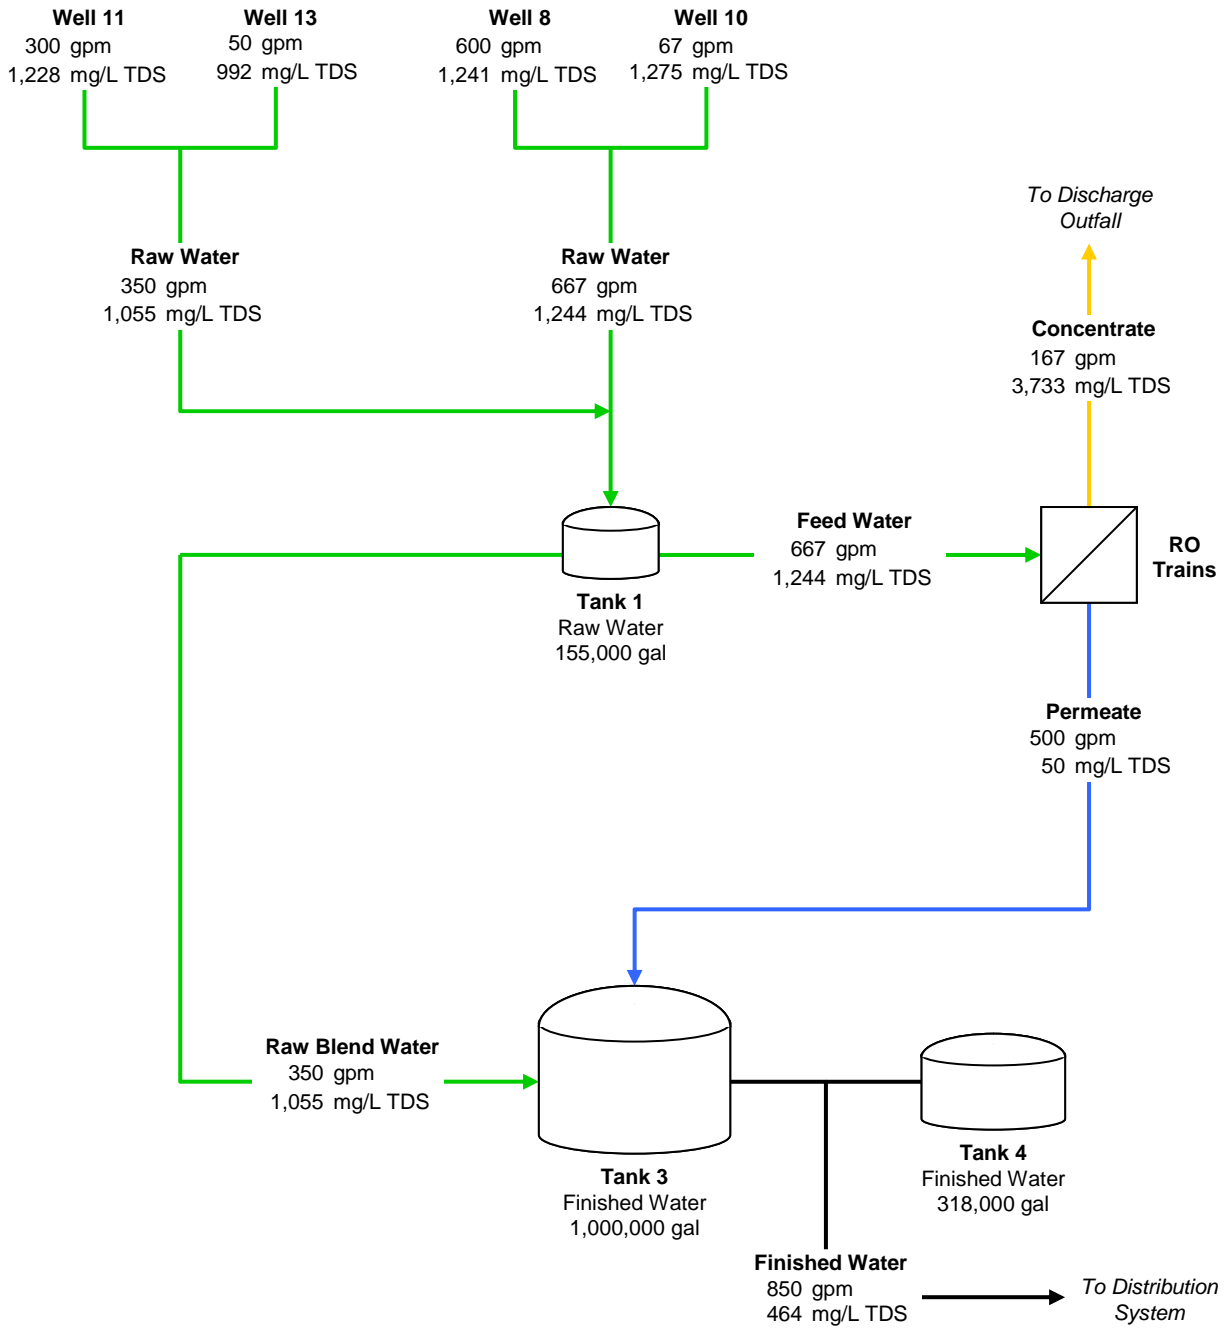 Well 11
300 gpm
1,228 mg/L TDS
Well 13
50 gpm
992 mg/L TDS
Well 8
600 gpm
1,241 mg/L TDS
Well 10
67 gpm
1,275 mg/L TDS
To Discharge
Outfall
Raw Water
350 gpm
1,055 mg/L TDS
Raw Water
667 gpm
1,244 mg/L TDS
Concentrate
167 gpm
3,733 mg/L TDS
Feed Water
667 gpm
1,244 mg/L TDS
RO
Trains
Tank 1
Raw Water
155,000 gal
Permeate
500 gpm
50 mg/L TDS
Raw Blend Water
350 gpm
1,055 mg/L TDS
Tank 3
Finished Water
1,000,000 gal
Tank 4
Finished Water
318,000 gal
Finished Water
850 gpm
464 mg/L TDS
To Distribution
System